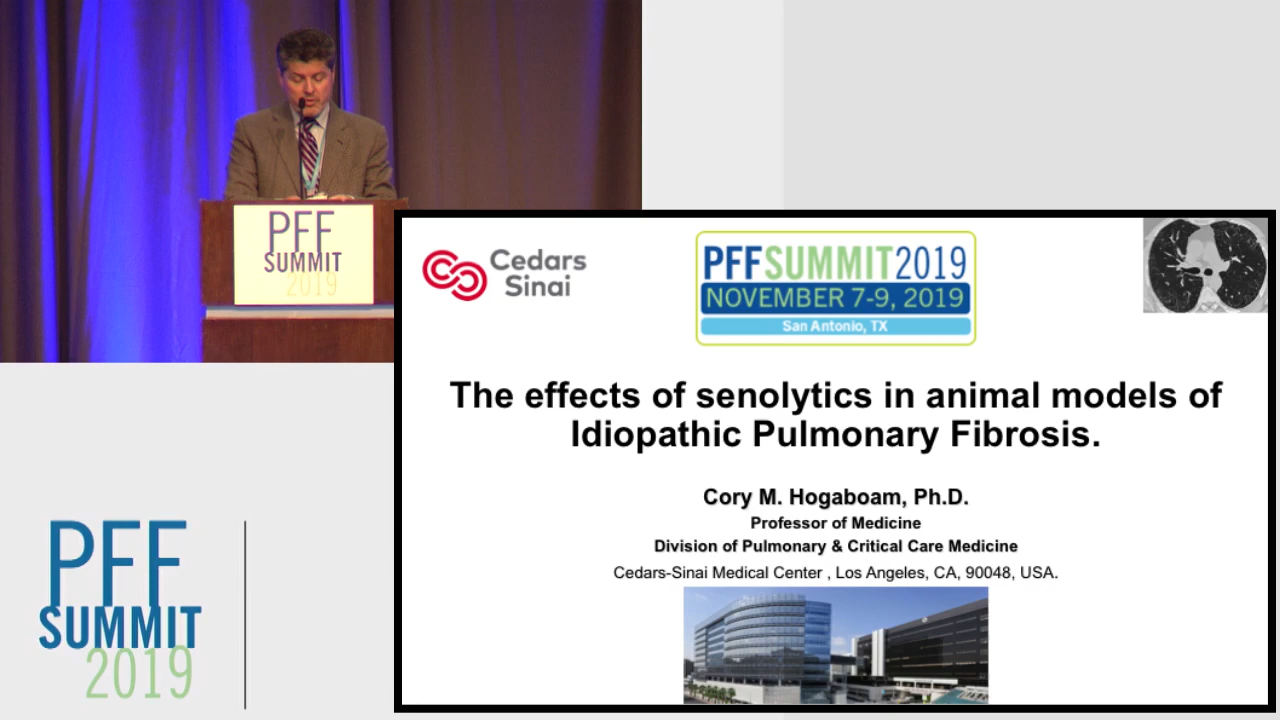 PFF
SUMMIT
2019
Cedars
Sinai
PFFSUMMIT2019
NOVEMBER 7-9, 2019
San Antonio, TX
The effects of senolytics in animal models of
Idiopathic Pulmonary Fibrosis.
Cory M. Hogaboam, Ph.D.
Professor of Medicine
Division of Pulmonary & Critical Care Medicine
Cedars-Sinai Medical Center , Los Angeles, CA, 90048, USA.
PFF
SUMMIT
2019